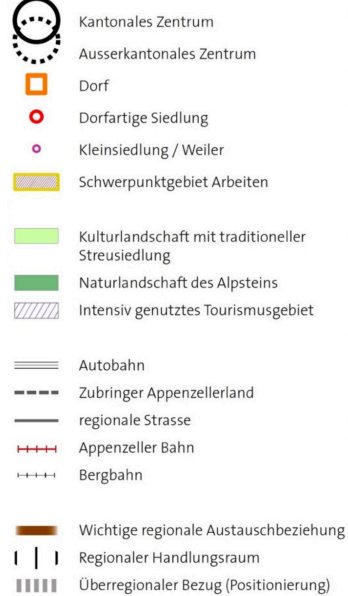 Kantonales Zentrum
Ausserkantonales Zentrum
Dorf
Dorfartige Siedlung
Kleinsiedlung / Weiler
Schwerpunktgebiet Arbeiten
Kulturlandschaft mit traditioneller
Streusiedlung
Naturlandschaft des Alpsteins
Intensiv genutztes Tourismusgebiet
Autobahn
Zubringer Appenzellerland
regionale Strasse
Appenzeller Bahn
Bergbahn
Wichtige regionale Austauschbeziehung
Regionaler Handlungsraum
Überregionaler Bezug (Positionierung)